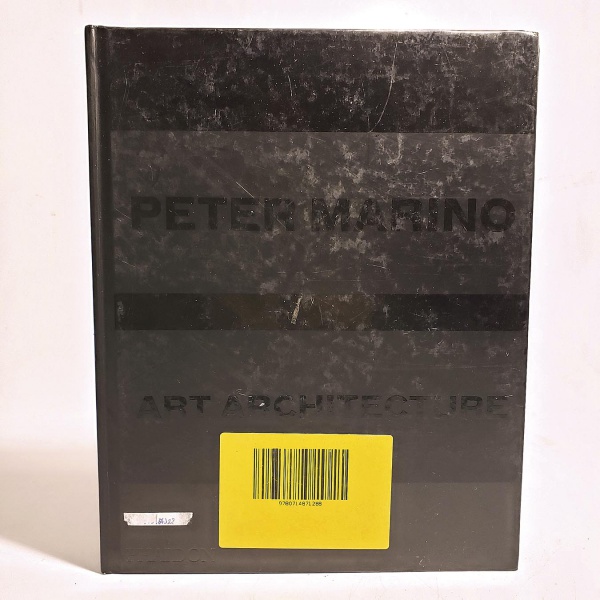 PETER MARINO
ART ARCHITECTURE
9780714871288